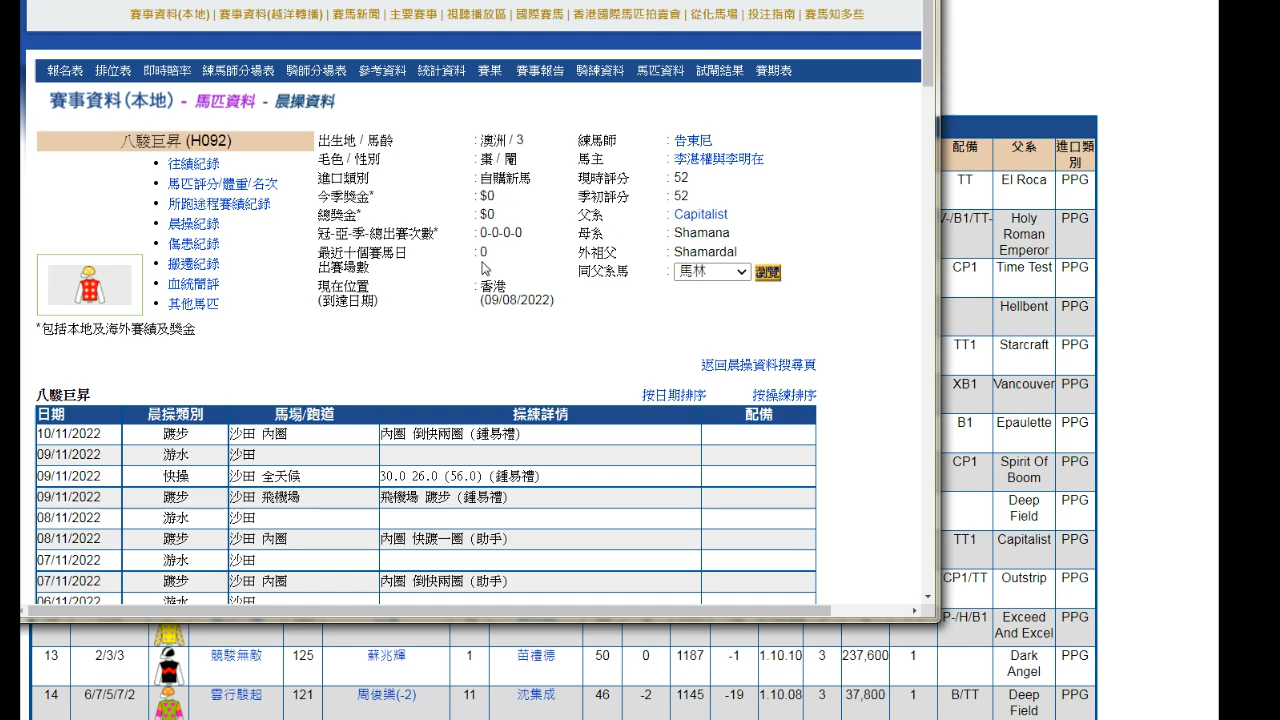 賽事資料(本地) | 賽事資料(越洋轉播) | 賽馬新聞 | 主要賽事 | 視聽播放區 | 國際賽馬 | 香港國際馬匹拍賣會 | 從化馬場 | 投注指南 | 賽馬知多些
報名表 排位表 即時賠率 練馬師分場表 騎師分場表 參考資料 統計資料 賽果 賽事報告 騎練資料 馬匹資料 試閘結果 賽期表
賽事資料(本地) - 馬匹資料 - 晨操資料
八駿巨昇 (H092)
• 往績紀錄
• 馬匹評分/體重/名次
• 所跑途程賽績紀錄
• 晨操紀錄
• 傷患紀錄
• 搬遷紀錄
• 血統簡評
• 其他馬匹
出生地 / 馬齡 : 澳洲 / 3 練馬師 : 告東尼
毛色 / 性別 : 棗 / 閹 馬主 : 李湛權與李明在
進口類別 : 自購新馬 現時評分 : 52
今季獎金* : $0 季初評分 : 52
總獎金* : $0 父系 : Capitalist
冠-亞-季-總出賽次數* : 0-0-0-0 母系 : Shamana
最近十個賽馬日 : 0 外祖父 : Shamardal
出賽場數 同父系馬 : 馬林 瀏覽
現在位置 : 香港
(到達日期) (09/08/2022)
*包括本地及海外賽績及獎金
返回晨操資料搜尋頁
八駿巨昇 按日期排序 按操練排序
日期 晨操類別 馬場/跑道 操練詳情 配備
10/11/2022 踱步 沙田 內圈 內圈 倒快兩圈 (鍾易禮)
09/11/2022 游水 沙田
09/11/2022 快操 沙田 全天候 30.0 26.0 (56.0) (鍾易禮)
09/11/2022 踱步 沙田 飛機場 飛機場 踱步 (鍾易禮)
08/11/2022 游水 沙田
08/11/2022 踱步 沙田 內圈 內圈 快踱一圈 (助手)
07/11/2022 游水 沙田
07/11/2022 踱步 沙田 內圈 內圈 倒快兩圈 (助手)
06/11/2022 游水 沙田
配備 父系 進口類
別
TT El Roca PPG
V-/B1/TT- Holy PPG
Roman
Emperor
CP1 Time Test PPG
Hellbent PPG
TT1 Starcraft PPG
XB1 Vancouver PPG
B1 Epaulette PPG
CP1 Spirit Of PPG
Boom
Deep PPG
Field
TT1 Capitalist PPG
CP1/TT Outstrip PPG
P-/H/B1 Exceed PPG
And Excel
13 2/3/3 競駿無敵 125 蘇兆輝 1 苗禮德 50 0 1187 -1 1.10.10 3 237,600 1 Dark PPG
Angel
14 6/7/5/7/2 雲行駿起 121 周俊樂(-2) 11 沈集成 46 -2 1145 -19 1.10.08 3 37,800 1 B/TT Deep PPG
Field